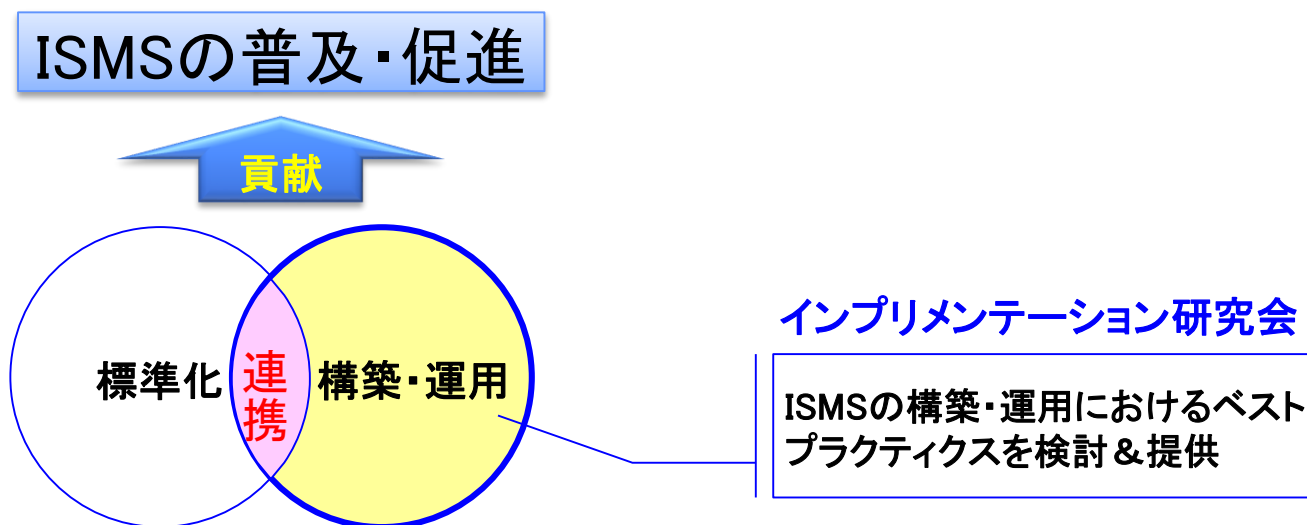 ISMSの普及・促進
貢献
標準化
連携
構築・運用
インプリメンテーション研究会
ISMSの構築・運用におけるベスト
プラクティクスを検討＆提供